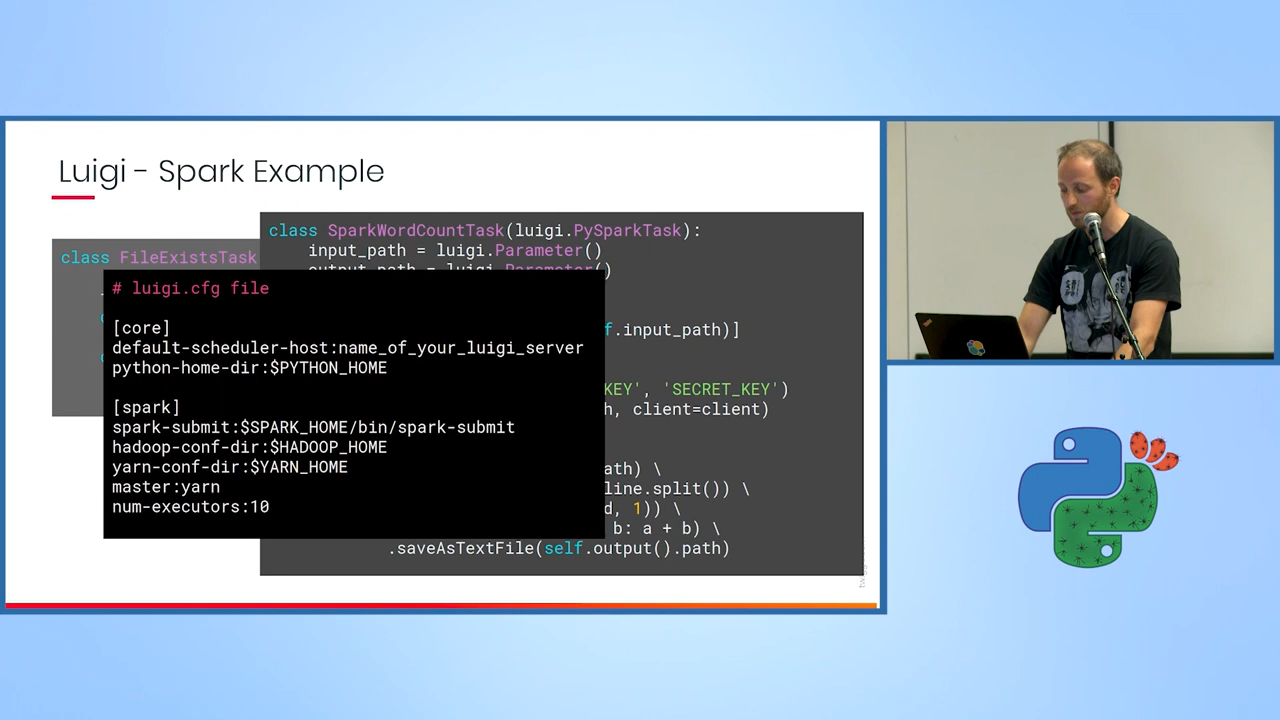 Luigi - Spark Example
class FileExistsTask
class SparkWordCountTask(luigi.PySparkTask):
input_path = luigi.Parameter()
output_path = luigi.Parameter()
# luigi.cfg file
[core]
default-scheduler-host:name_of_your_luigi_server
python-home-dir:$PYTHON_HOME
[spark]
spark-submit:$SPARK_HOME/bin/spark-submit
hadoop-conf-dir:$HADOOP_HOME
yarn-conf-dir:$YARN_HOME
master:yarn
num-executors:10
f.input_path)]
KEY', 'SECRET_KEY')
h, client=client)
ath) \
line.split()) \
d, 1)) \
b: a + b) \
.saveAsTextFile(self.output().path)